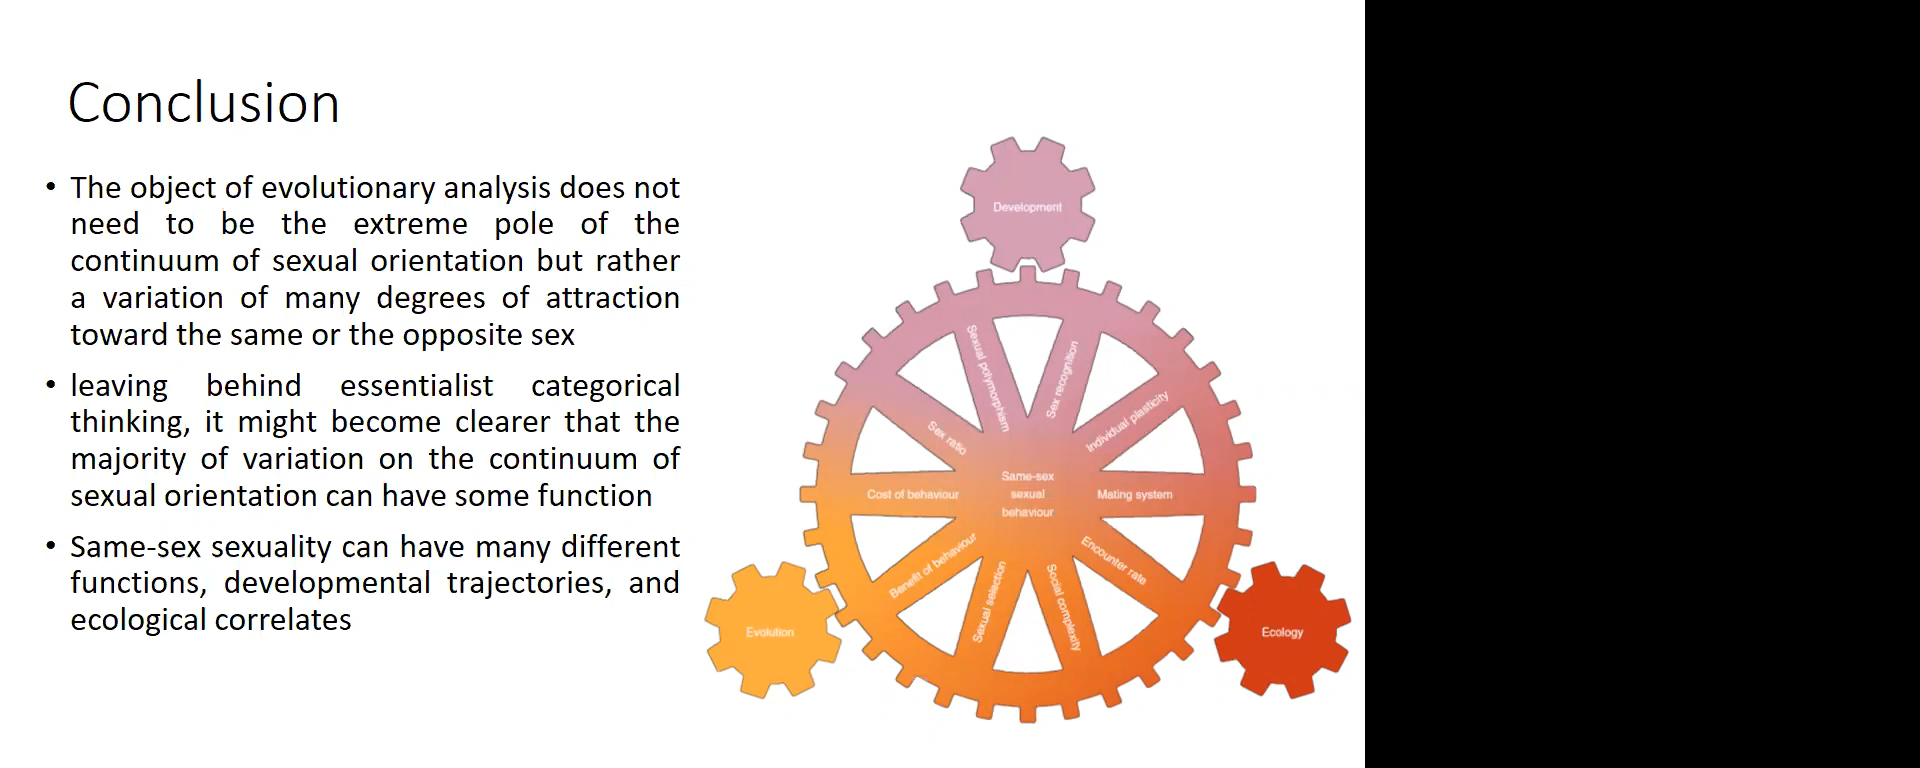 Conclusion
• The object of evolutionary analysis does not
need to be the extreme pole of the
continuum of sexual orientation but rather
a variation of many degrees of attraction
toward the same or the opposite sex
• leaving behind essentialist categorical
thinking, it might become clearer that the
majority of variation on the continuum of
sexual orientation can have some function
• Same-sex sexuality can have many different
functions, developmental trajectories, and
ecological correlates
Development
Sexual polymorphism
Sex recognition
Individual plasticity
Sex ratio
Same-sex
sexual
behaviour
Cost of behaviour
Mating system
Benefit of behaviour
Encounter rate
Sexual selection
Social complexity
Evolution
Ecology